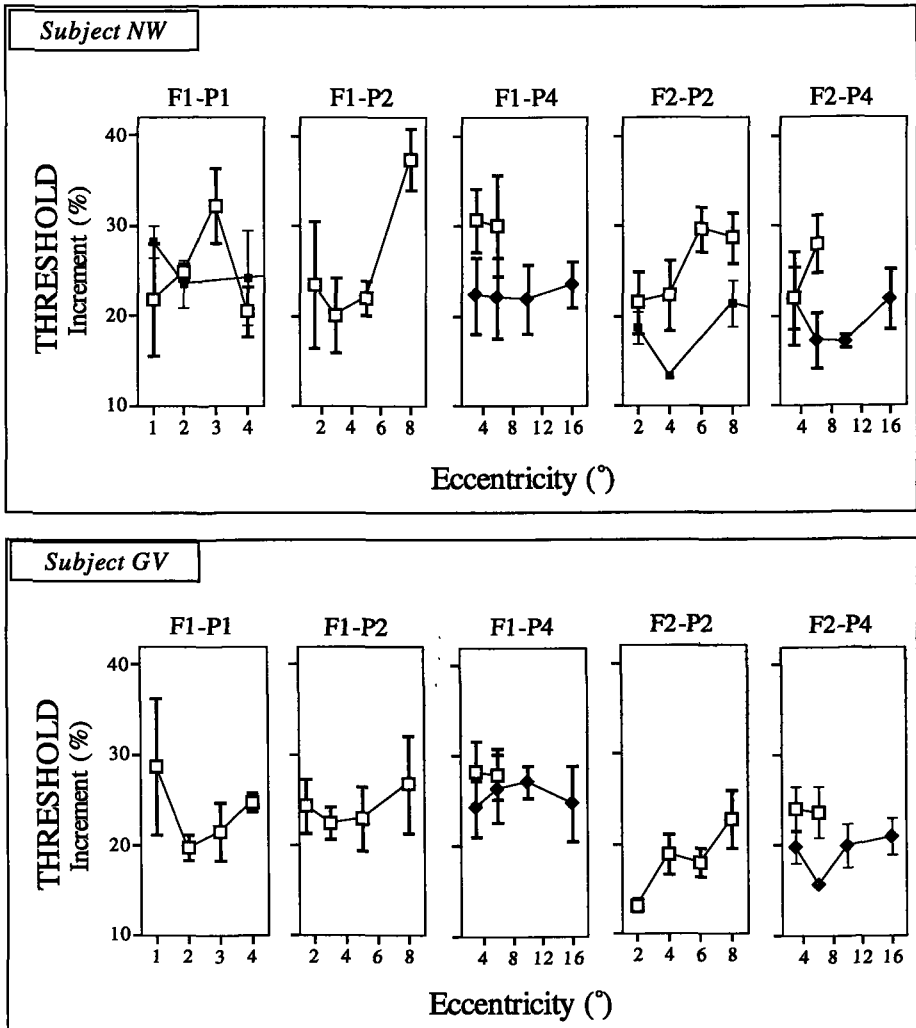 Subject NW
F1-P1 F1-P2 F1-P4 F2-P2 F2-P4
THRESHOLD
Increment (%)
40
30
20
10
1 2 3 4 2 4 6 8 4 8 12 16 2 4 6 8 4 8 12 16
Eccentricity (°)
Subject GV
F1-P1 F1-P2 F1-P4 F2-P2 F2-P4
THRESHOLD
Increment (%)
40
30
20
10
1 2 3 4 2 4 6 8 4 8 12 16 2 4 6 8 4 8 12 16
Eccentricity (°)